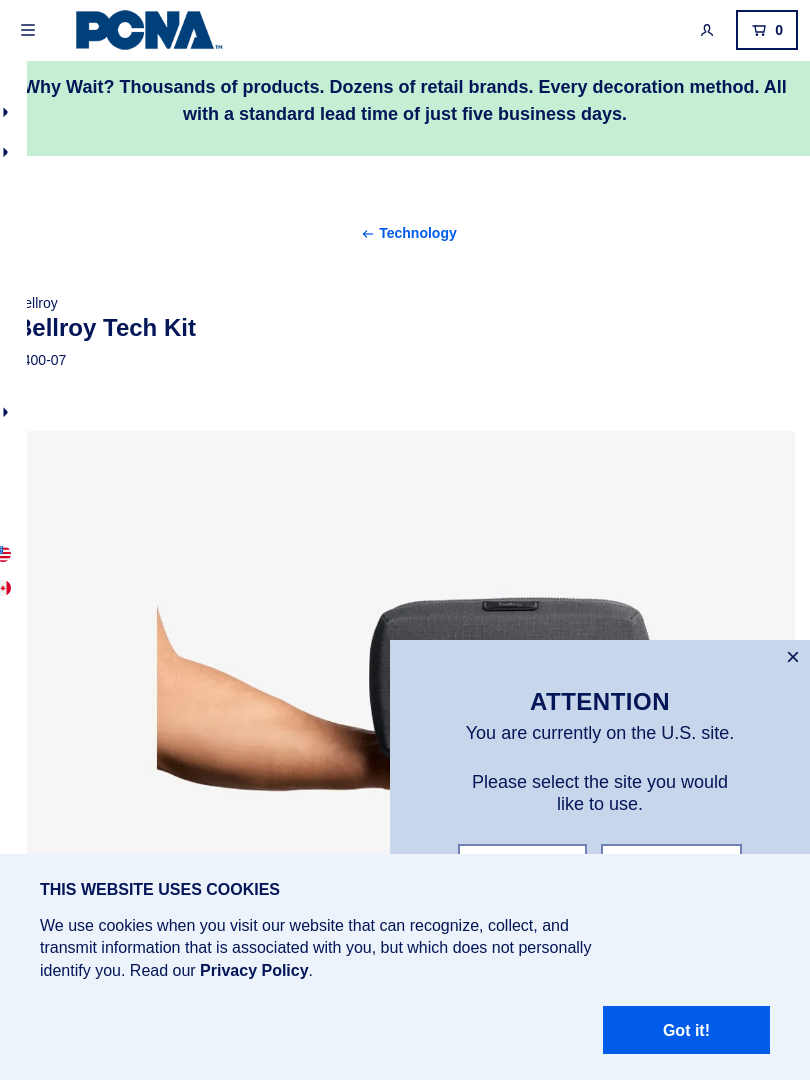 PCNA™
0
Why Wait? Thousands of products. Dozens of retail brands. Every decoration method. All
with a standard lead time of just five business days.
Technology
ellroy
Bellroy Tech Kit
400-07
ATTENTION
You are currently on the U.S. site.
Please select the site you would
like to use.
THIS WEBSITE USES COOKIES
We use cookies when you visit our website that can recognize, collect, and
transmit information that is associated with you, but which does not personally
identify you. Read our Privacy Policy.
Got it!